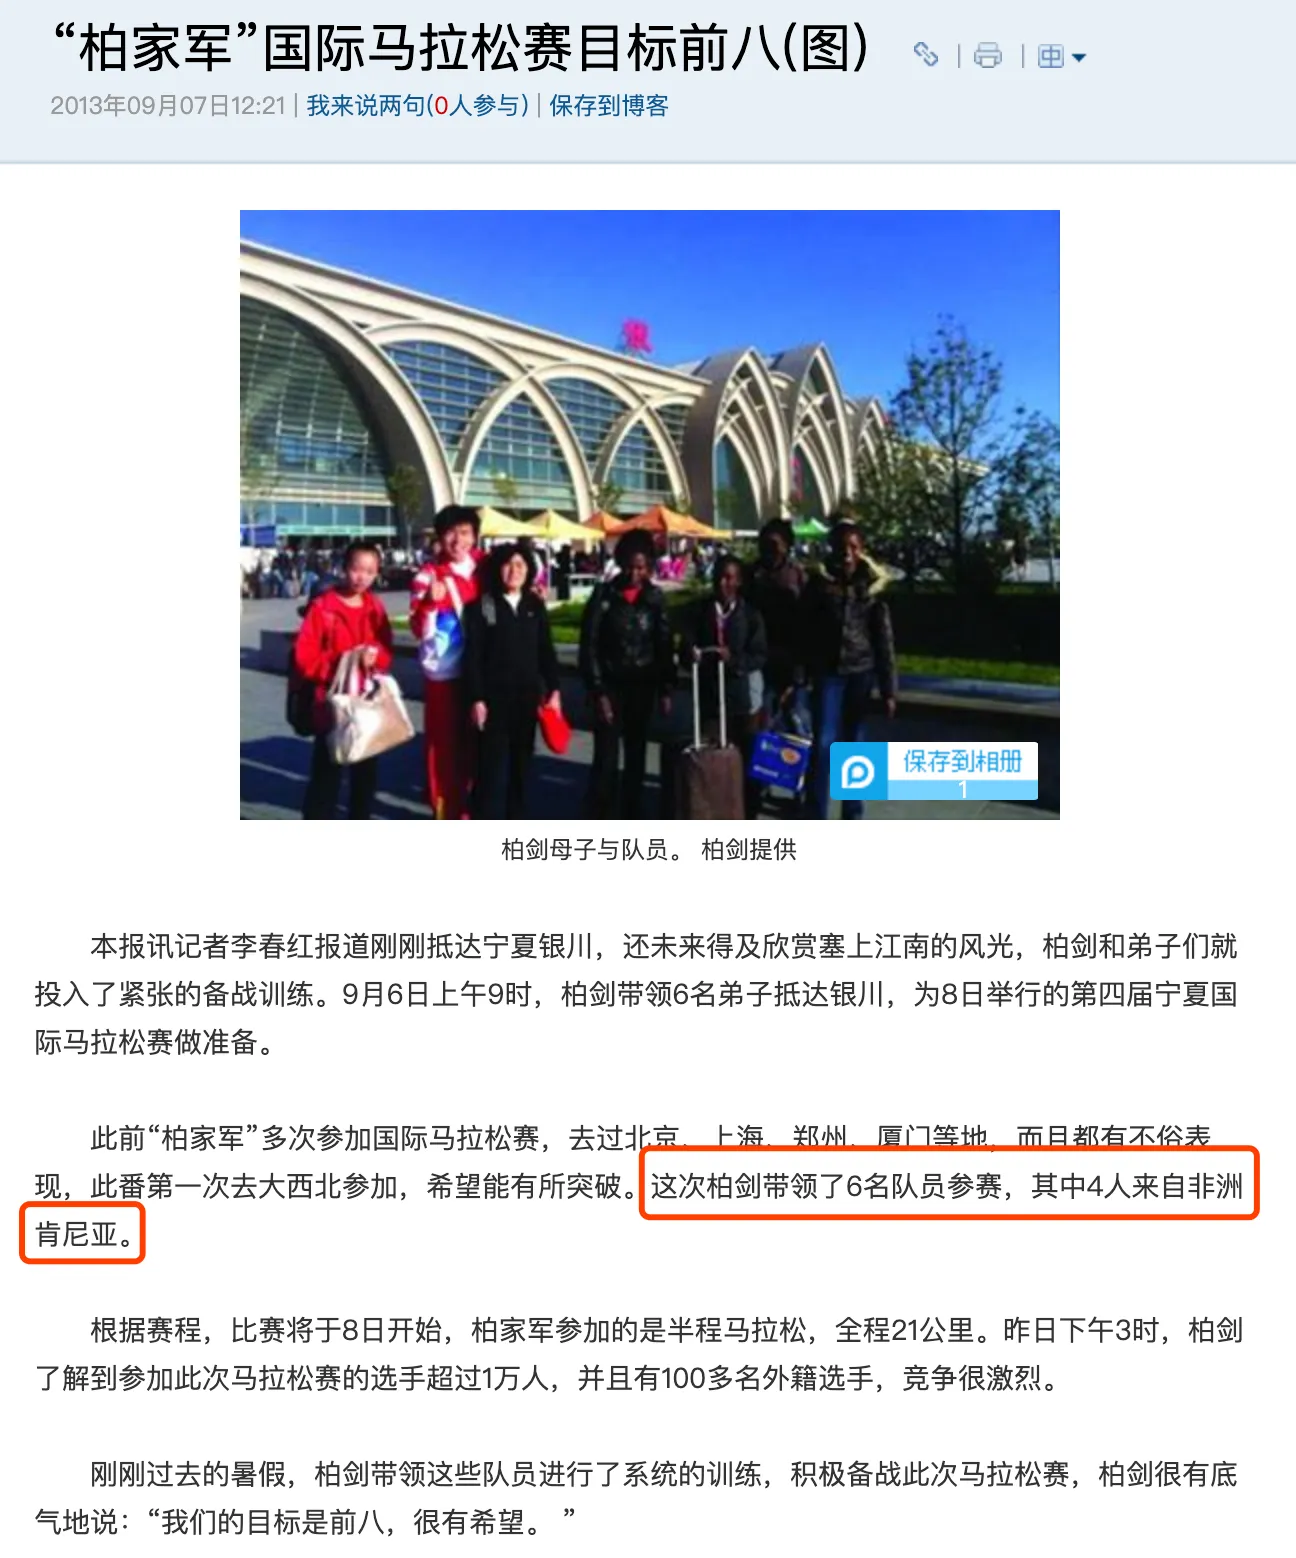 “柏家军”国际马拉松赛目标前八(图)
2013年09月07日12:21 | 我来说两句(0人参与) | 保存到博客
银
保存到相册
1
柏剑母子与队员。 柏剑提供
本报讯记者李春红报道刚刚抵达宁夏银川，还未来得及欣赏塞上江南的风光，柏剑和弟子们就
投入了紧张的备战训练。9月6日上午9时，柏剑带领6名弟子抵达银川，为8日举行的第四届宁夏国
际马拉松赛做准备。
此前“柏家军”多次参加国际马拉松赛，去过北京、上海、郑州、厦门等地，而且都有不俗表
现，此番第一次去大西北参加，希望能有所突破。这次柏剑带领了6名队员参赛，其中4人来自非洲
肯尼亚。
根据赛程，比赛将于8日开始，柏家军参加的是半程马拉松，全程21公里。昨日下午3时，柏剑
了解到参加此次马拉松赛的选手超过1万人，并且有100多名外籍选手，竞争很激烈。
刚刚过去的暑假，柏剑带领这些队员进行了系统的训练，积极备战此次马拉松赛，柏剑很有底
气地说：“我们的目标是前八，很有希望。 ”